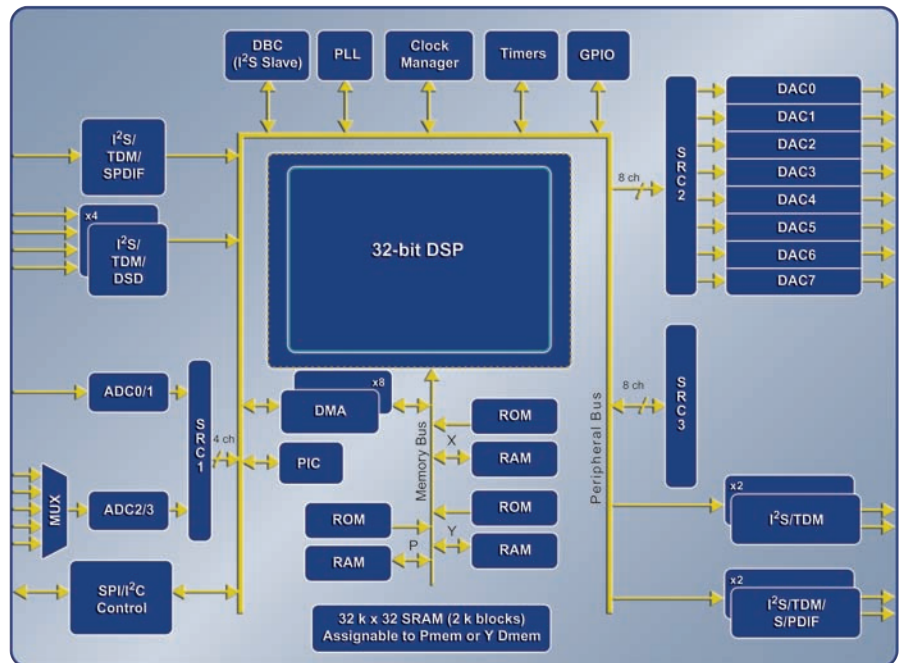 DBC
(I²S Slave)
PLL
Clock
Manager
Timers
GPIO
I²S/
TDM/
SPDIF
x4
I²S/
TDM/
DSD
32-bit DSP
8 ch
SRC2
DAC0
DAC1
DAC2
DAC3
DAC4
DAC5
DAC6
DAC7
ADC0/1
SRC1
4 ch
MUX
ADC2/3
SPI/I²C
Control
x8
DMA
PIC
Memory Bus
X
Y
P
ROM
RAM
ROM
RAM
ROM
RAM
Peripheral Bus
8 ch
SRC3
x2
I²S/TDM
x2
I²S/TDM/
S/PDIF
32 k x 32 SRAM (2 k blocks)
Assignable to Pmem or Y Dmem